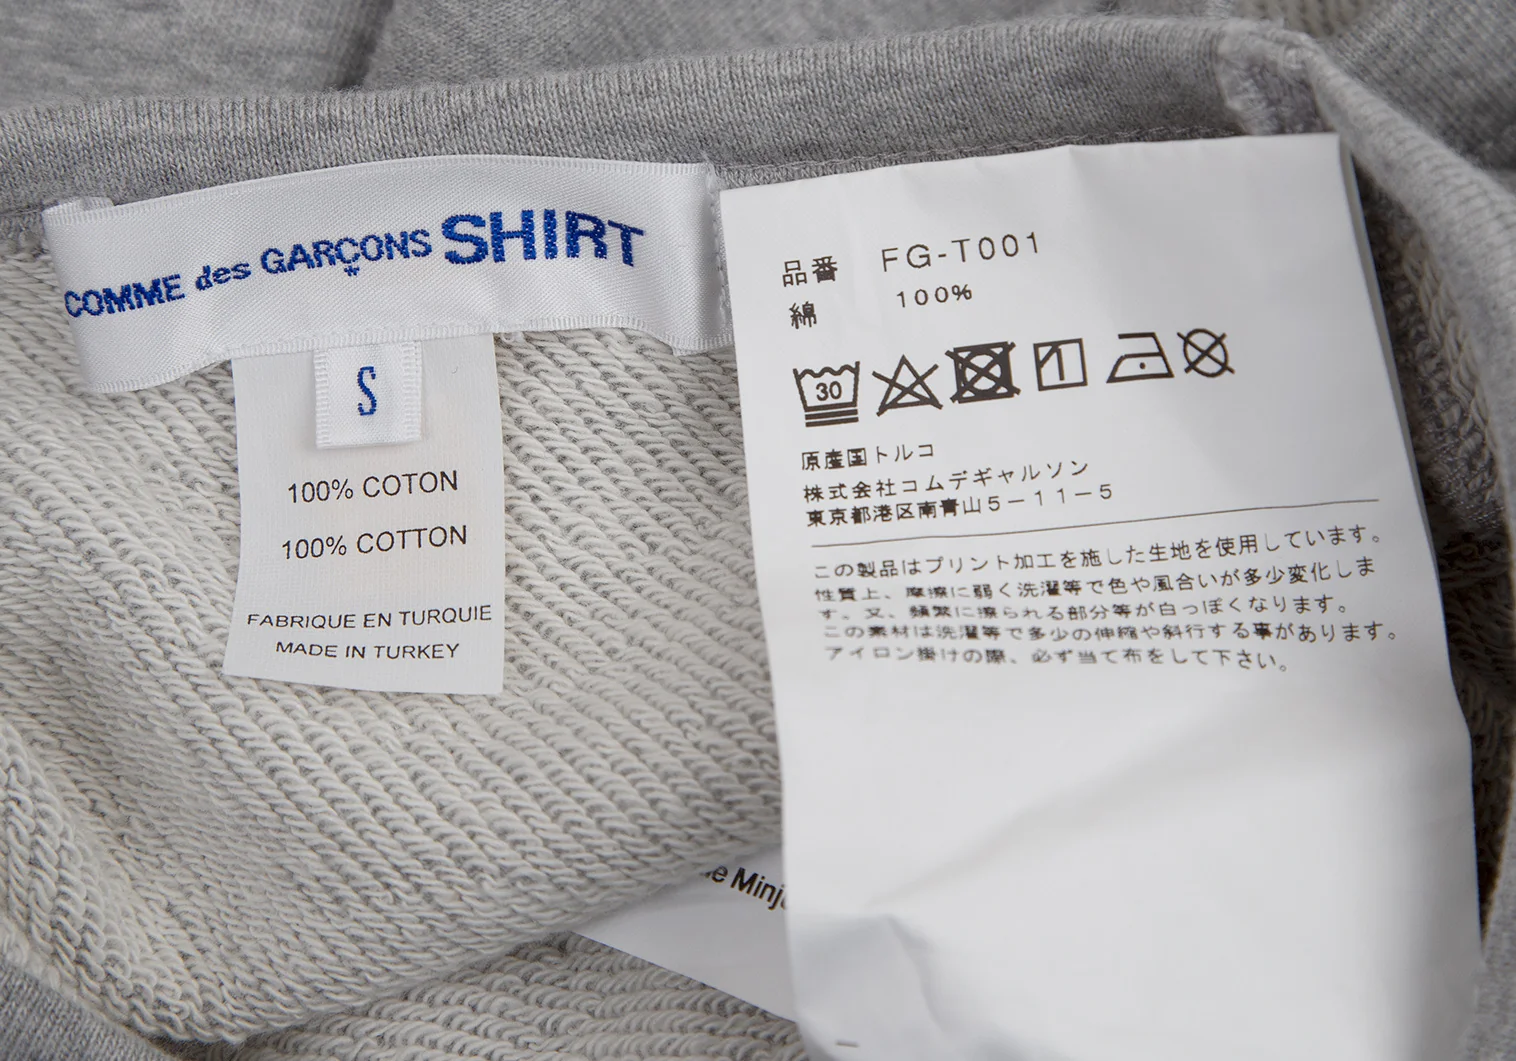 COMME des GARÇONS SHIRT
S
100% COTON
100% COTTON
FABRIQUE EN TURQUIE
MADE IN TURKEY
品番 FG-T001
綿 100%
30
原産国トルコ
株式会社コムデギャルソン
東京都港区南青山5-11-5
この製品はプリント加工を施した生地を使用しています。
性質上、摩擦に弱く洗濯等で色や風合いが多少変化しま
す。又、頻繁に擦られる部分等が白っぽくなります。
この素材は洗濯等で多少の伸縮や斜行する事があります。
アイロン掛けの際、必ず当て布をして下さい。